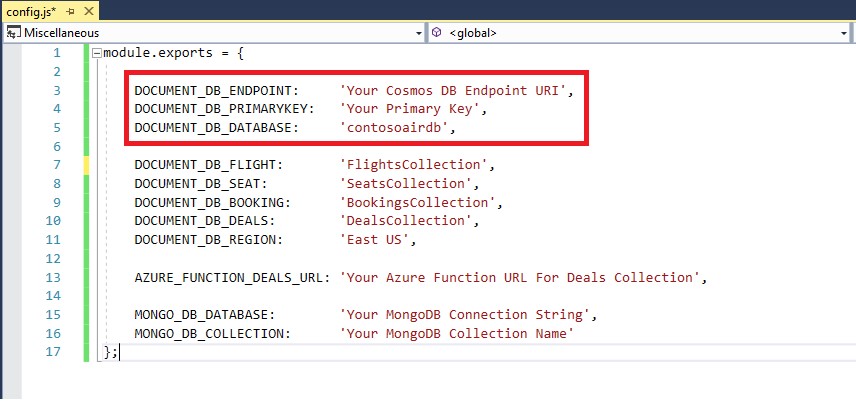 config.js*
Miscellaneous
<global>
1 module.exports = {
2
3 DOCUMENT_DB_ENDPOINT: 'Your Cosmos DB Endpoint URI',
4 DOCUMENT_DB_PRIMARYKEY: 'Your Primary Key',
5 DOCUMENT_DB_DATABASE: 'contosoairdb',
6
7 DOCUMENT_DB_FLIGHT: 'FlightsCollection',
8 DOCUMENT_DB_SEAT: 'SeatsCollection',
9 DOCUMENT_DB_BOOKING: 'BookingsCollection',
10 DOCUMENT_DB_DEALS: 'DealsCollection',
11 DOCUMENT_DB_REGION: 'East US',
12
13 AZURE_FUNCTION_DEALS_URL: 'Your Azure Function URL For Deals Collection',
14
15 MONGO_DB_DATABASE: 'Your MongoDB Connection String',
16 MONGO_DB_COLLECTION: 'Your MongoDB Collection Name'
17 };